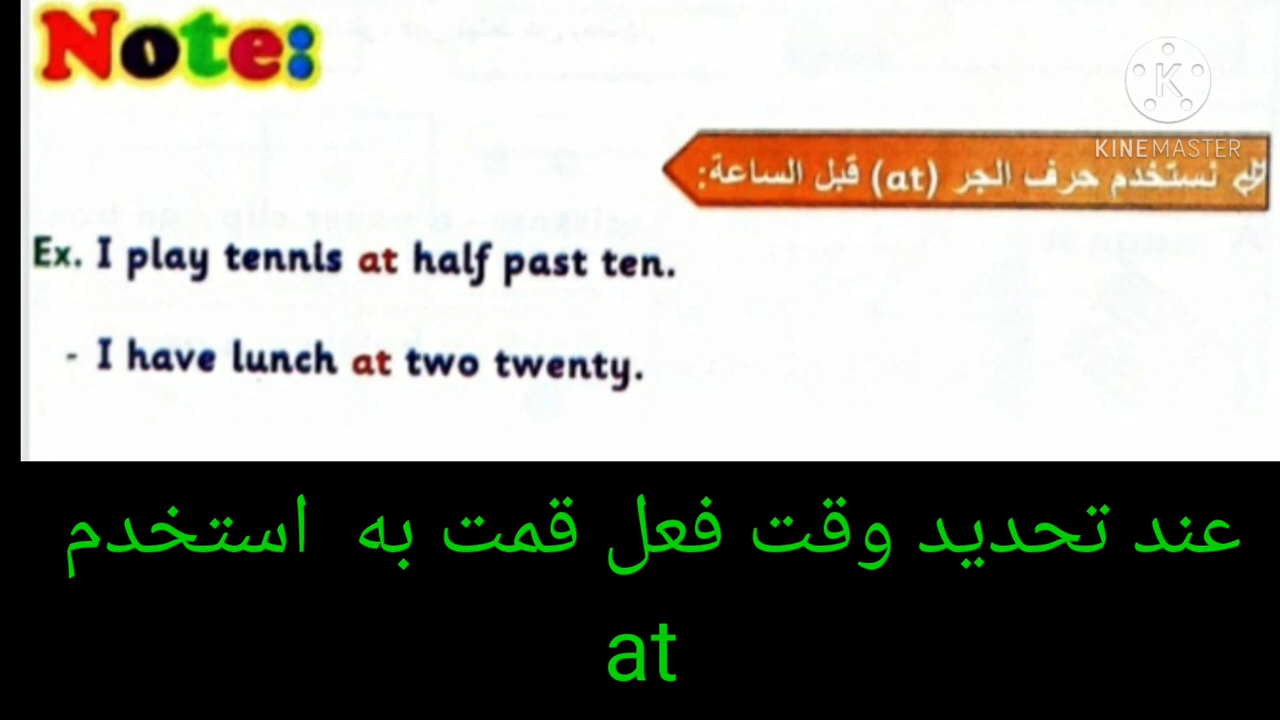 Note:
KINEMASTER
نستخدم حرف الجر (at) قبل الساعة:
Ex. I play tennis at half past ten.
- I have lunch at two twenty.
عند تحديد وقت فعل قمت به استخدم
at